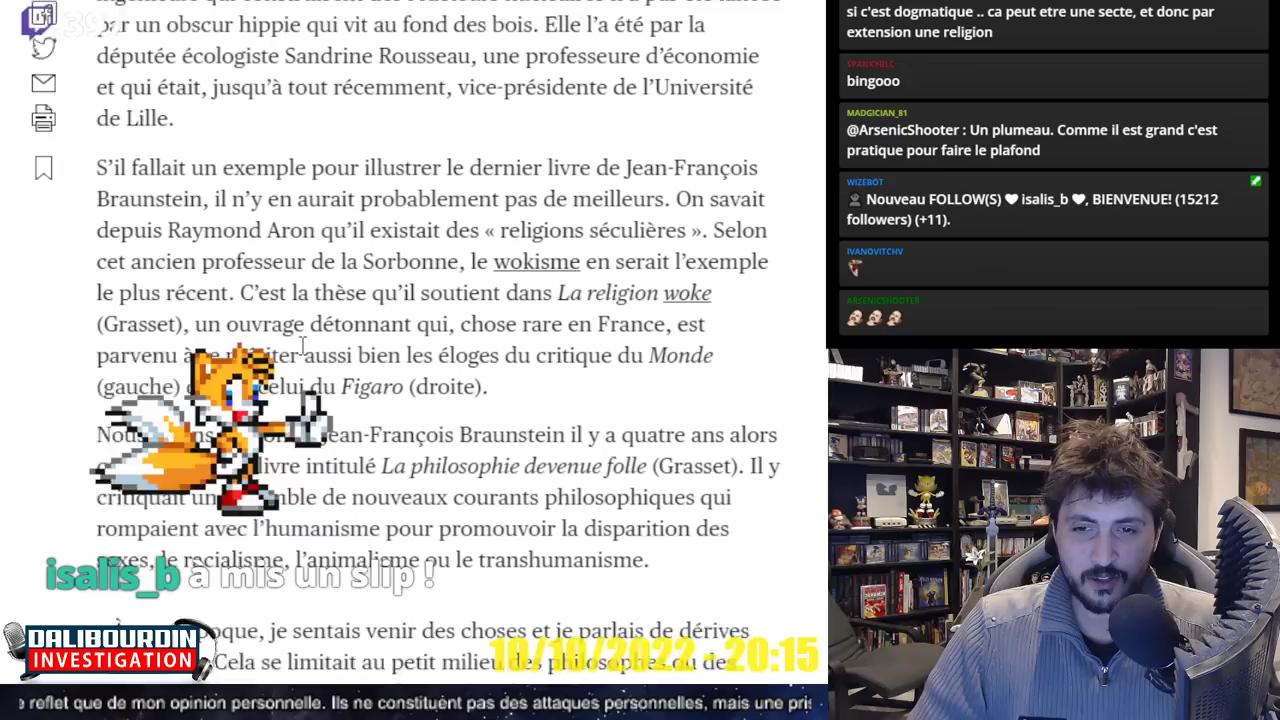 par un obscur hippie qui vit au fond des bois. Elle l’a été par la
députée écologiste Sandrine Rousseau, une professeure d’économie
et qui était, jusqu’à tout récemment, vice-présidente de l’Université
de Lille.
S’il fallait un exemple pour illustrer le dernier livre de Jean-François
Braunstein, il n’y en aurait probablement pas de meilleurs. On savait
depuis Raymond Aron qu’il existait des « religions séculières ». Selon
cet ancien professeur de la Sorbonne, le wokisme en serait l’exemple
le plus récent. C’est la thèse qu’il soutient dans La religion woke
(Grasset), un ouvrage détonnant qui, chose rare en France, est
parvenu aussi bien les éloges du critique du Monde
(gauche) celui du Figaro (droite).
Jean-François Braunstein il y a quatre ans alors
livre intitulé La philosophie devenue folle (Grasset). Il y
critiquait de nouveaux courants philosophiques qui
rompaient avec l’humanisme pour promouvoir la disparition des
sexes, le racialisme, l’animalisme ou le transhumanisme.
isalis_b a mis un slip !
je sentais venir des choses et je parlais de dérives
Cela se limitait au petit milieu des philosophes ou des
DALIBOURDIN
INVESTIGATION
10/10/2022 - 20:15
e reflet que de mon opinion personnelle. Ils ne constituent pas des attaques personnelles, mais une pris
si c'est dogmatique .. ca peut etre une secte, et donc par
extension une religion
SPANKYBLC
bingooo
MADGICIAN_81
@ArsenicShooter : Un plumeau. Comme il est grand c'est
pratique pour faire le plafond
WIZEBOT
Nouveau FOLLOW(S) ♥ isalis_b ♥, BIENVENUE! (15212
followers) (+11).
IVANOVITCHV
ARSENICSHOOTER